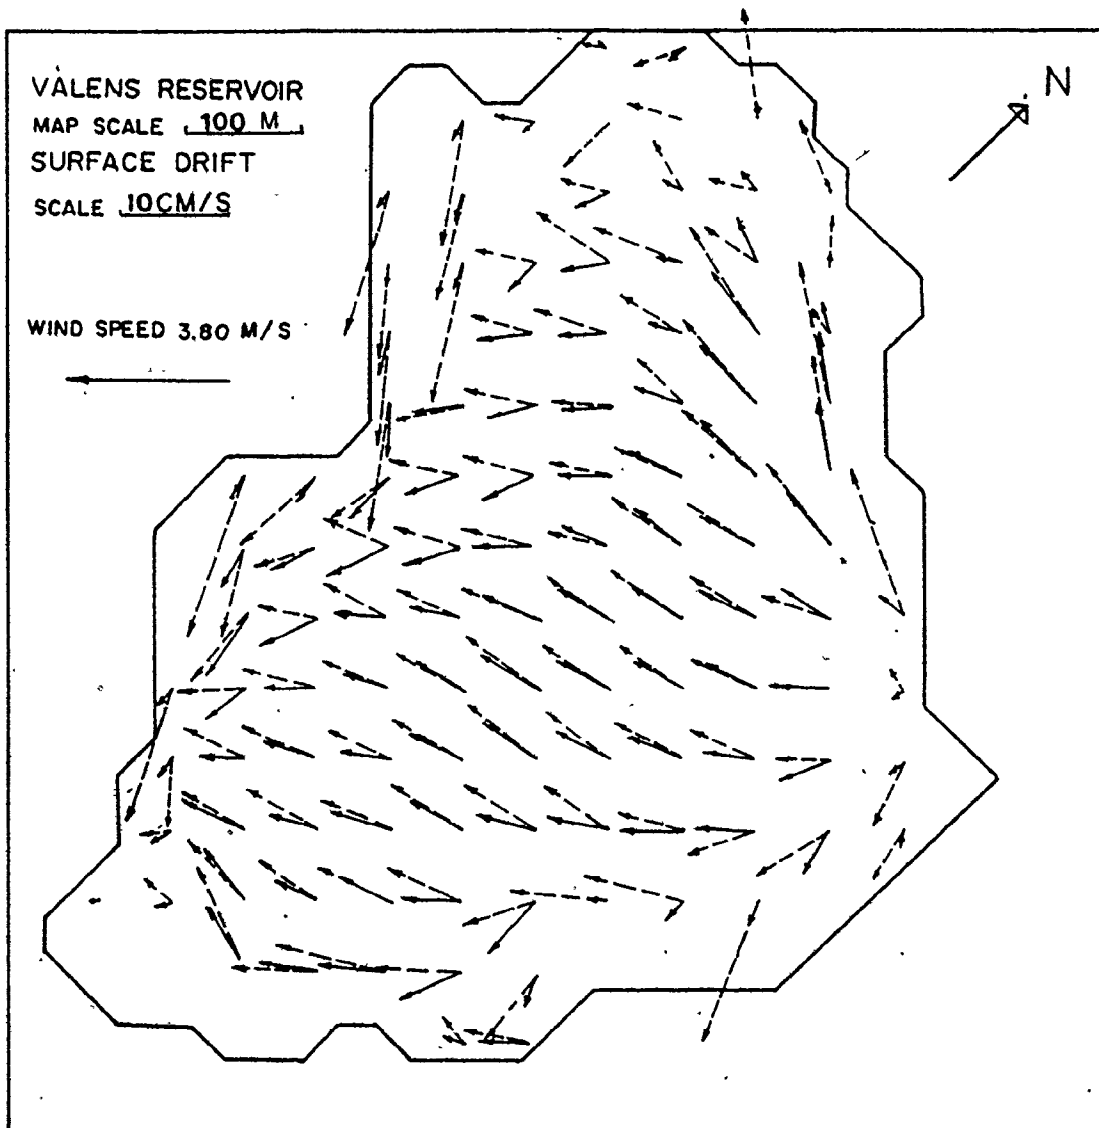 VALENS RESERVOIR
MAP SCALE 100 M
SURFACE DRIFT
SCALE 10CM/S
WIND SPEED 3.80 M/S
N